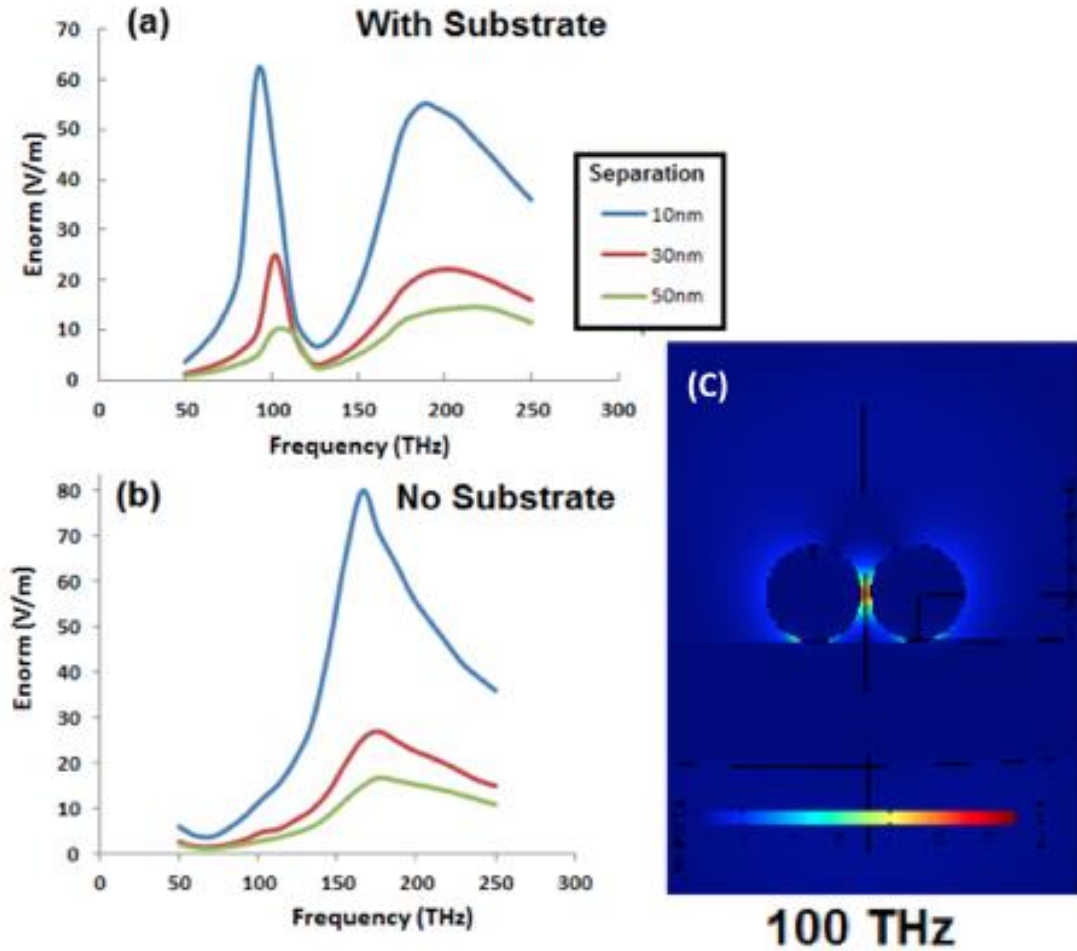 (a)
With Substrate
70
60
50
40
30
20
10
0
Enorm (V/m)
0 50 100 150 200 250 300
Frequency (THz)
Separation
10nm
30nm
50nm
(b)
No Substrate
80
70
60
50
40
30
20
10
0
Enorm (V/m)
0 50 100 150 200 250 300
Frequency (THz)
(C)
100 THz